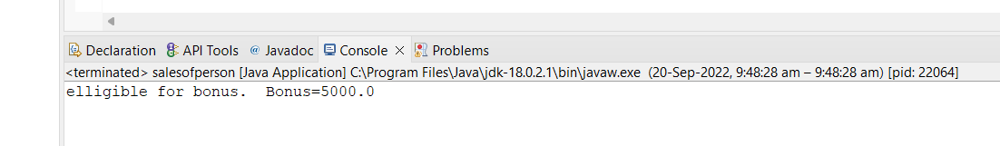 Declaration API Tools @ Javadoc Console Problems
<terminated> salesofperson [Java Application] C:\Program Files\Java\jdk-18.0.2.1\bin\javaw.exe (20-Sep-2022, 9:48:28 am – 9:48:28 am) [pid: 22064]
elligible for bonus.  Bonus=5000.0